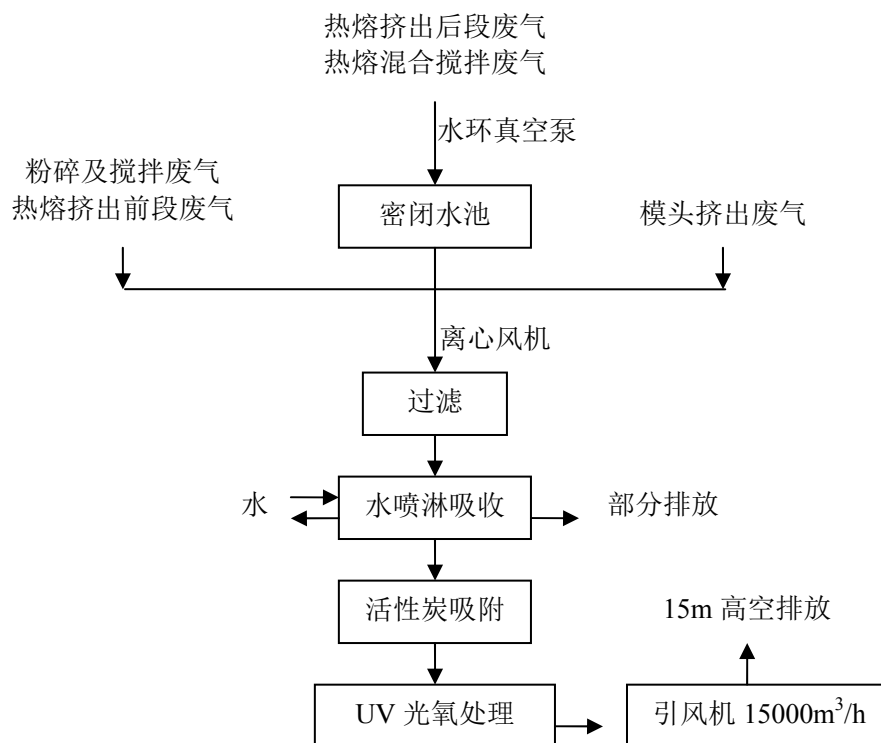 热熔挤出后段废气
热熔混合搅拌废气
水环真空泵
粉碎及搅拌废气
热熔挤出前段废气
密闭水池
模头挤出废气
离心风机
过滤
水
水喷淋吸收
部分排放
活性炭吸附
15m 高空排放
UV 光氧处理
引风机 15000m³/h